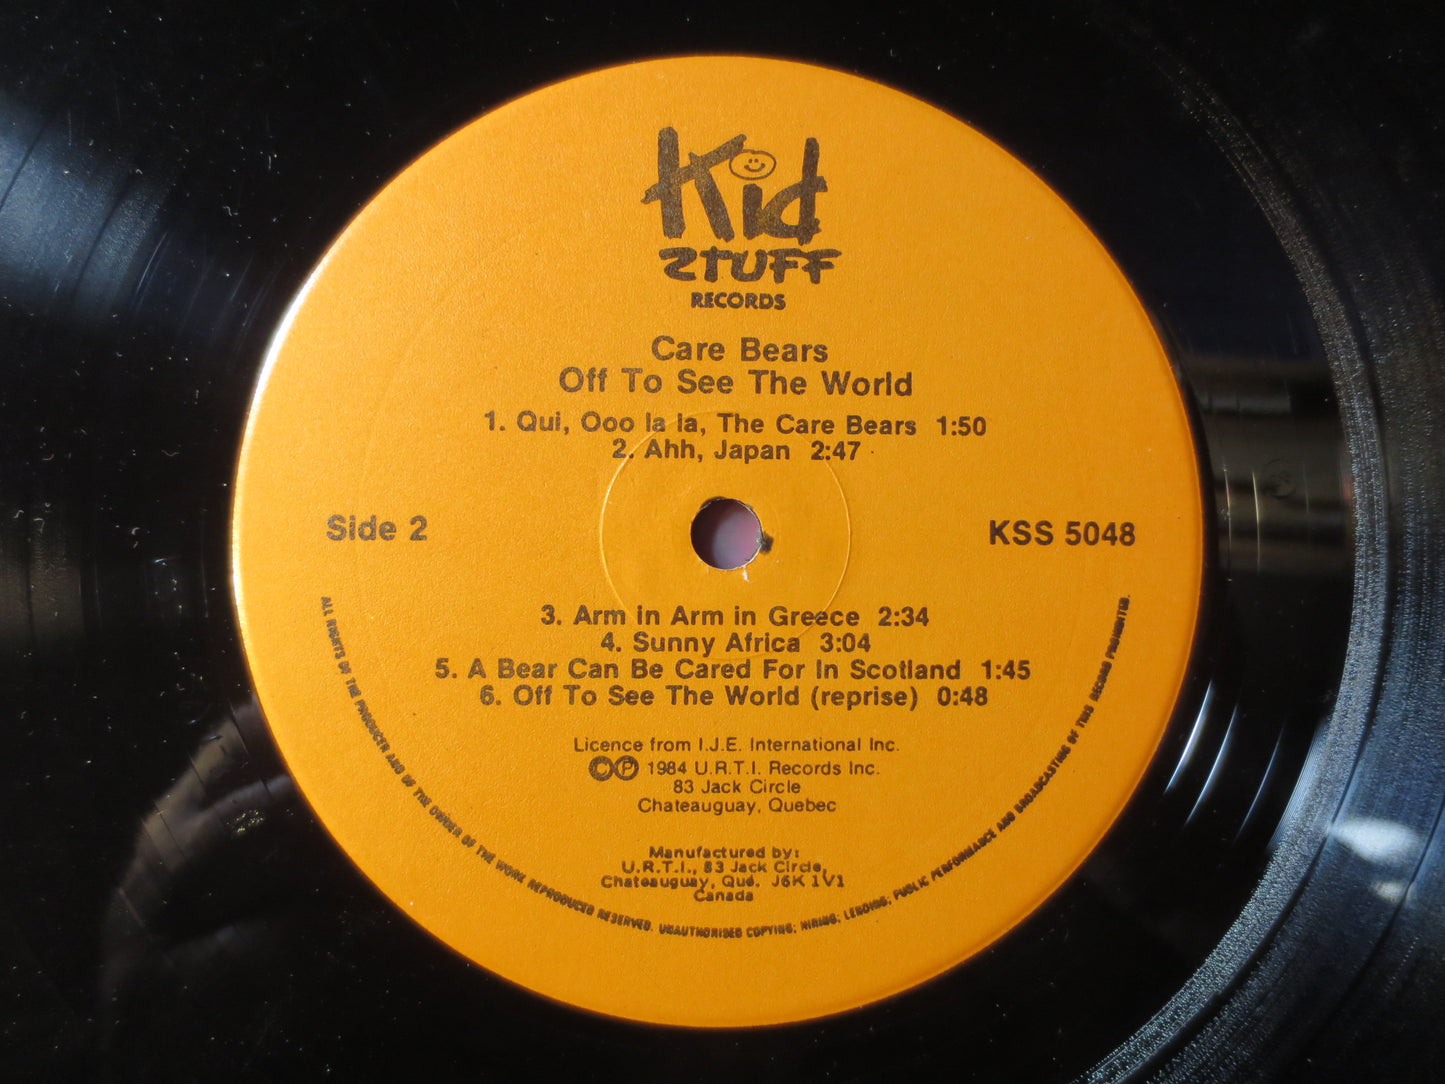 Kid
STUFF
RECORDS
Care Bears
Off To See The World
1. Qui, Ooo la la, The Care Bears 1:50
2. Ahh, Japan 2:47
Side 2
KSS 5048
3. Arm in Arm in Greece 2:34
4. Sunny Africa 3:04
5. A Bear Can Be Cared For In Scotland 1:45
6. Off To See The World (reprise) 0:48
Licence from I.J.E. International Inc.
©℗ 1984 U.R.T.I. Records Inc.
83 Jack Circle
Chateauguay, Quebec
Manufactured by:
U.R.T.I., 83 Jack Circle,
Chateauguay, Qué. J6K 1V1
Canada
ALL RIGHTS OF THE PRODUCER AND OF THE OWNER OF THE WORK REPRODUCED RESERVED. UNAUTHORISED COPYING; HIRING; LENDING; PUBLIC PERFORMANCE AND BROADCASTING OF THIS RECORD PROHIBITED.